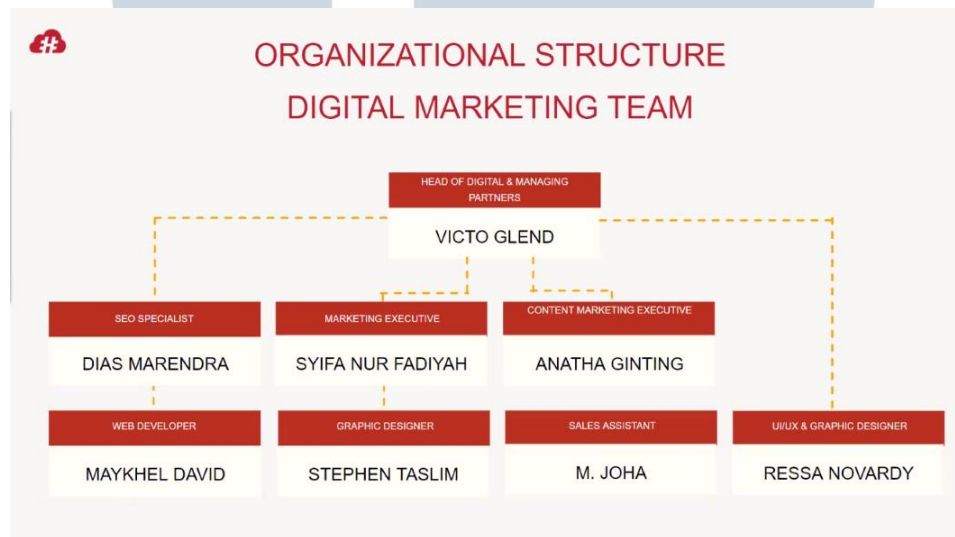 #
ORGANIZATIONAL STRUCTURE
DIGITAL MARKETING TEAM
HEAD OF DIGITAL & MANAGING
PARTNERS
VICTO GLEND
SEO SPECIALIST
DIAS MARENDRA
MARKETING EXECUTIVE
SYIFA NUR FADIYAH
CONTENT MARKETING EXECUTIVE
ANATHA GINTING
WEB DEVELOPER
MAYKHEL DAVID
GRAPHIC DESIGNER
STEPHEN TASLIM
SALES ASSISTANT
M. JOHA
UI/UX & GRAPHIC DESIGNER
RESSA NOVARDY